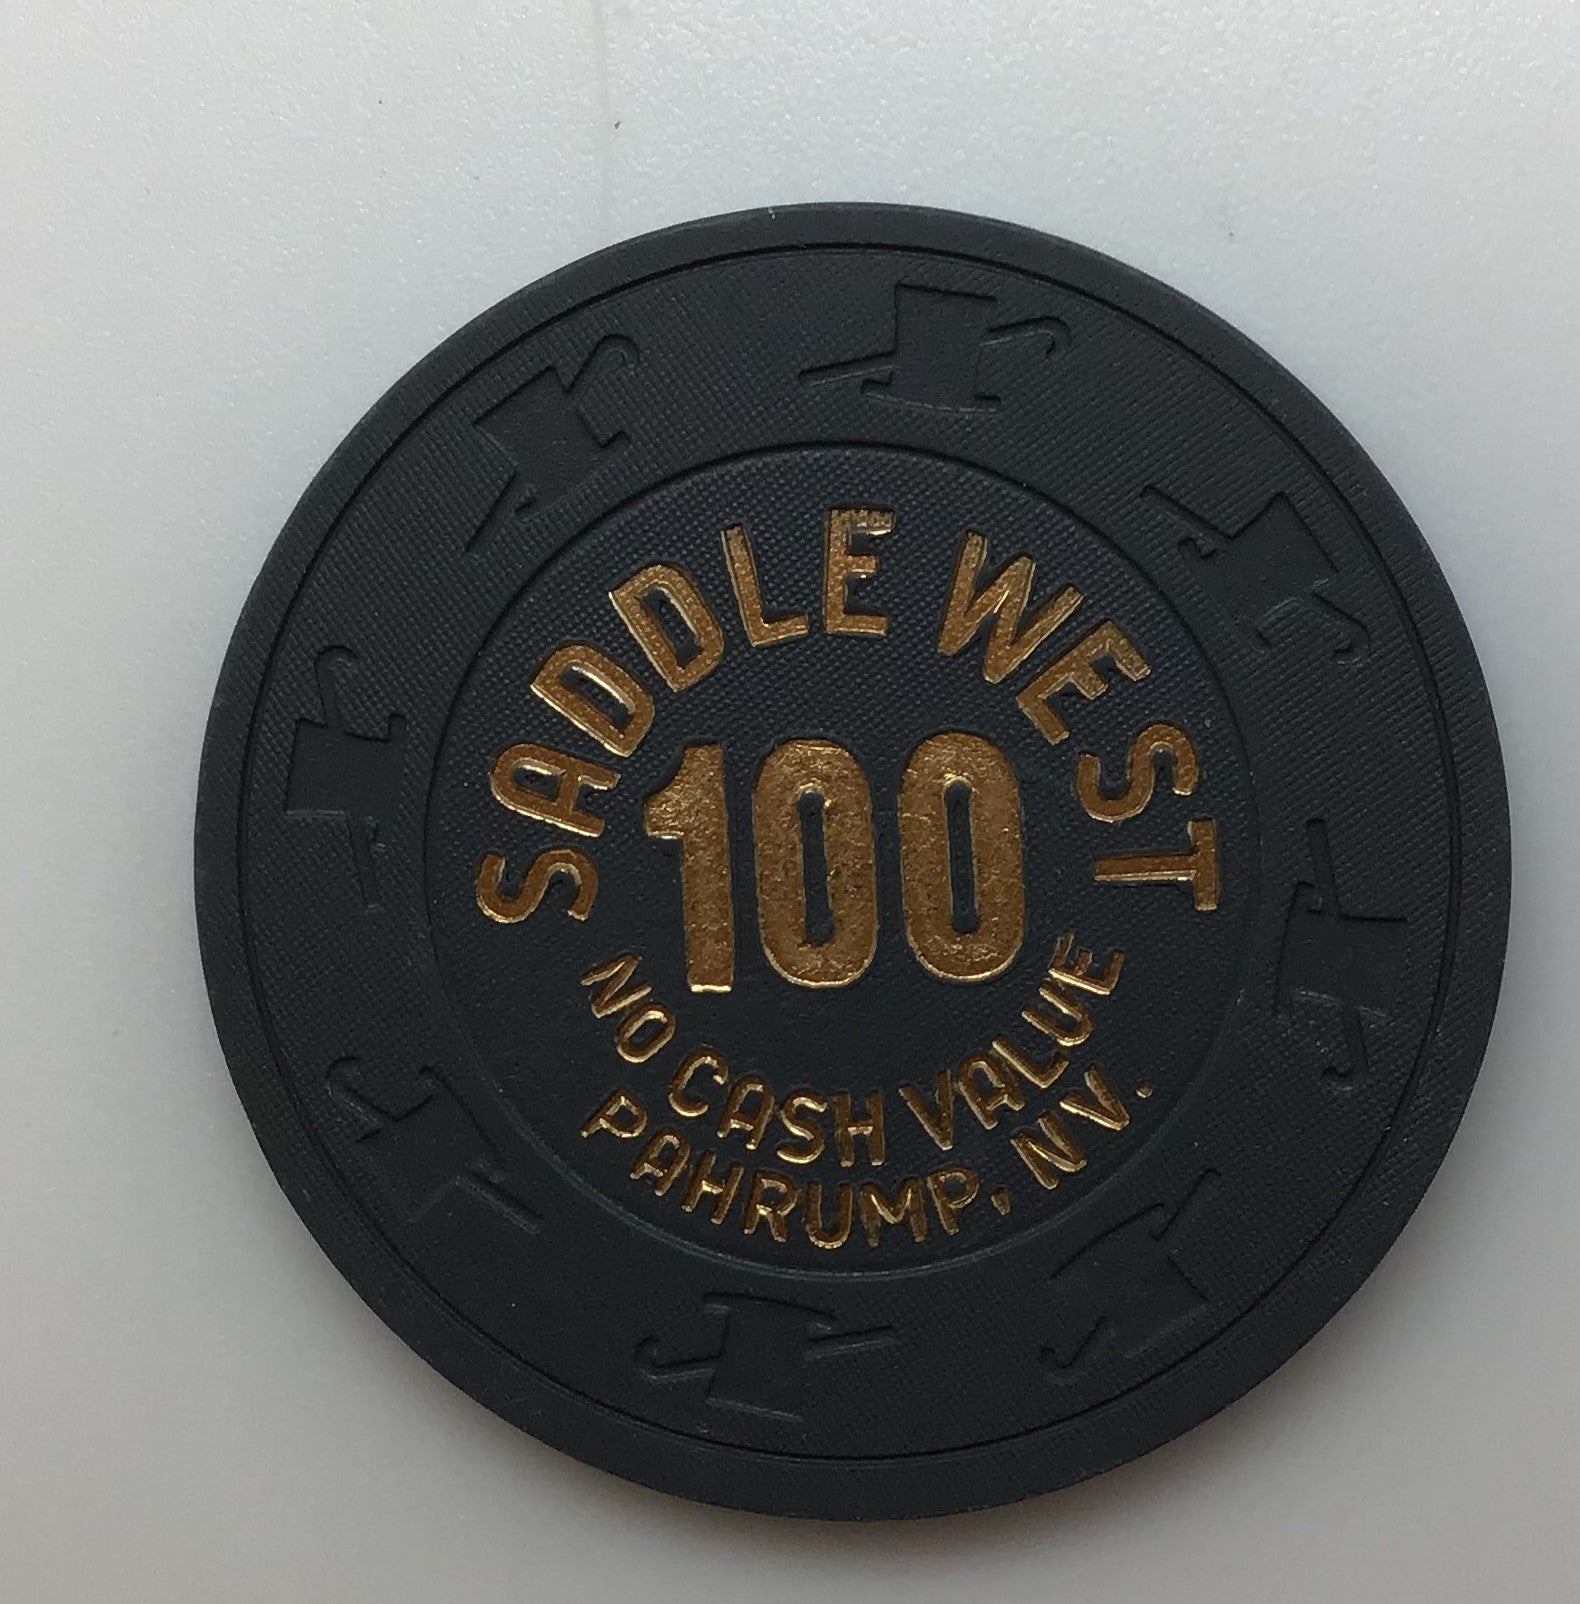 SADDLE WEST
100
NO CASH VALUE
PAHRUMP, NV.